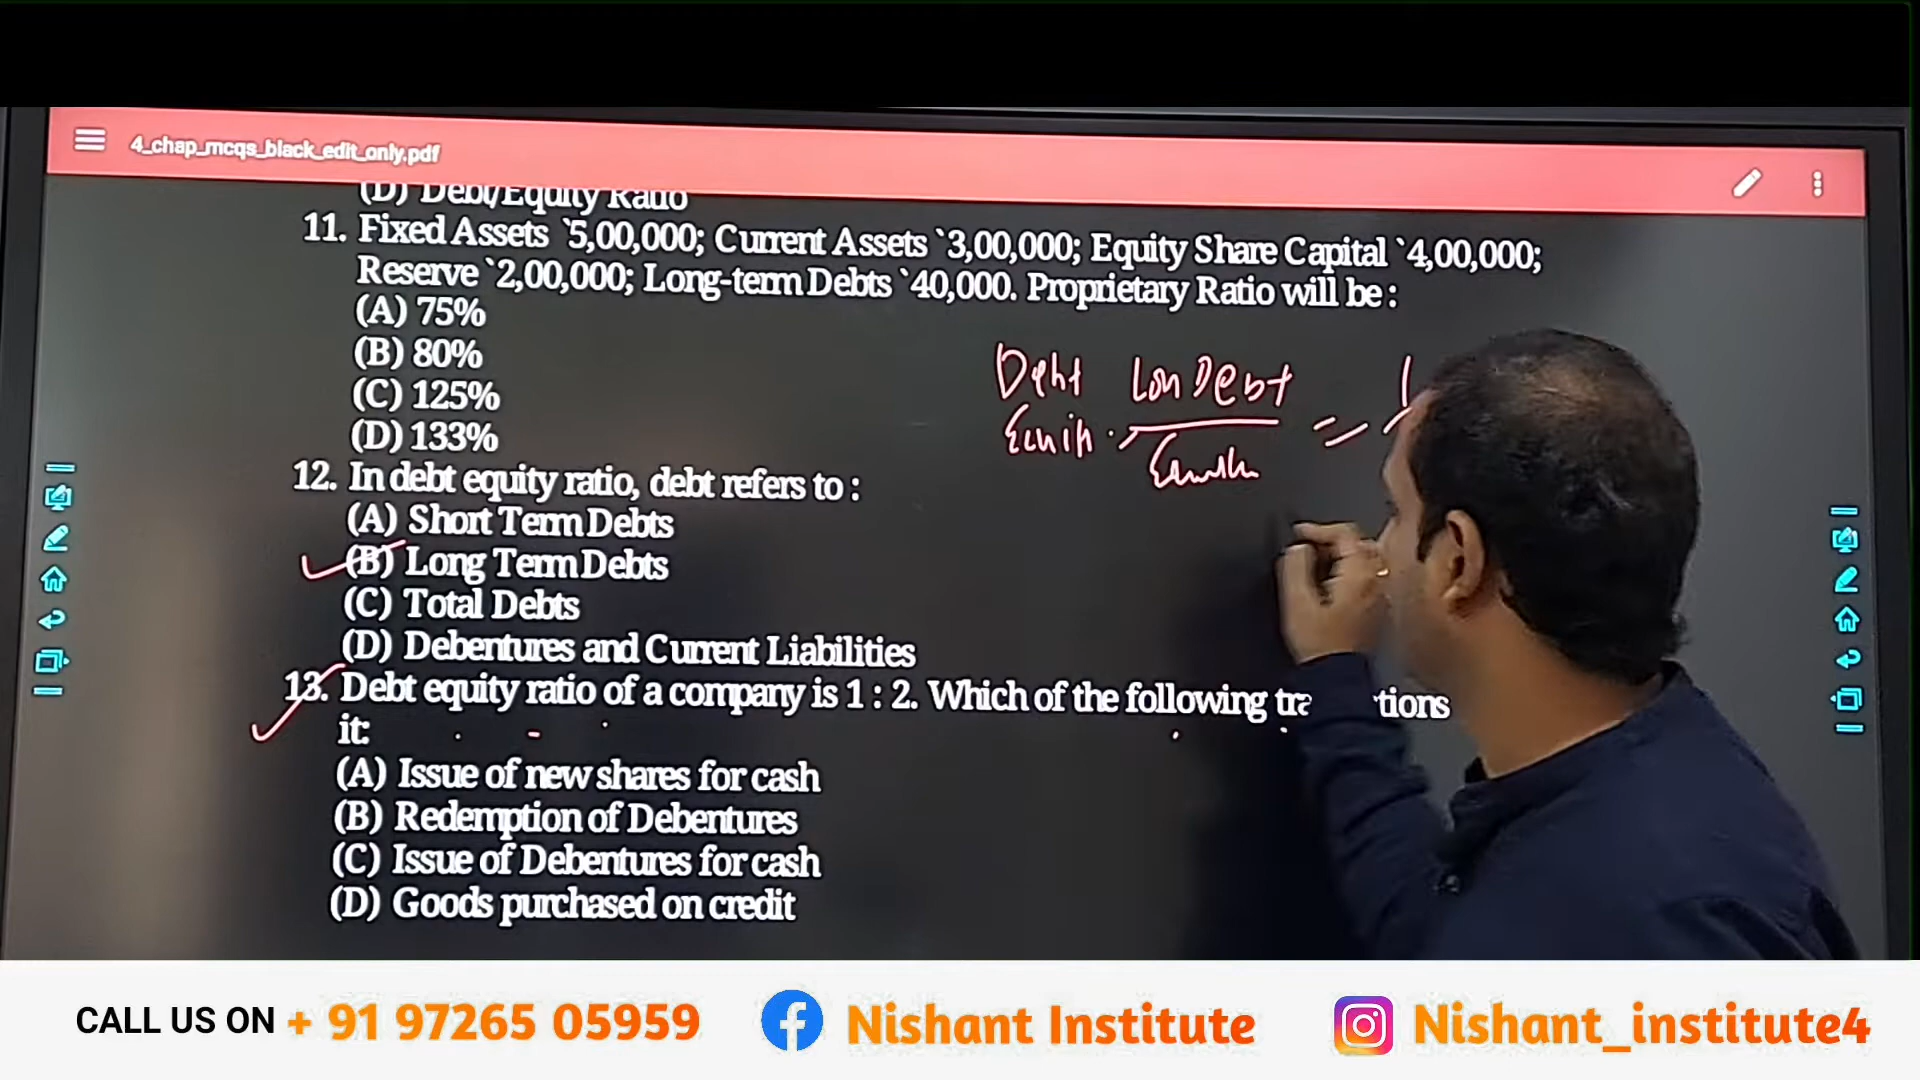 4_chap_mcqs_black_edit_only.pdf
(D) Debt/Equity Ratio
11. Fixed Assets `5,00,000; Current Assets `3,00,000; Equity Share Capital `4,00,000;
Reserve `2,00,000; Long-term Debts `40,000. Proprietary Ratio will be :
(A) 75%
(B) 80%
(C) 125%
(D) 133%
Debt Lon Debt = 1
12. In debt equity ratio, debt refers to :
(A) Short Term Debts
(B) Long Term Debts
(C) Total Debts
(D) Debentures and Current Liabilities
13. Debt equity ratio of a company is 1 : 2. Which of the following
it:
(A) Issue of new shares for cash
(B) Redemption of Debentures
(C) Issue of Debentures for cash
(D) Goods purchased on credit
CALL US ON + 91 97265 05959 Nishant Institute Nishant_institute4